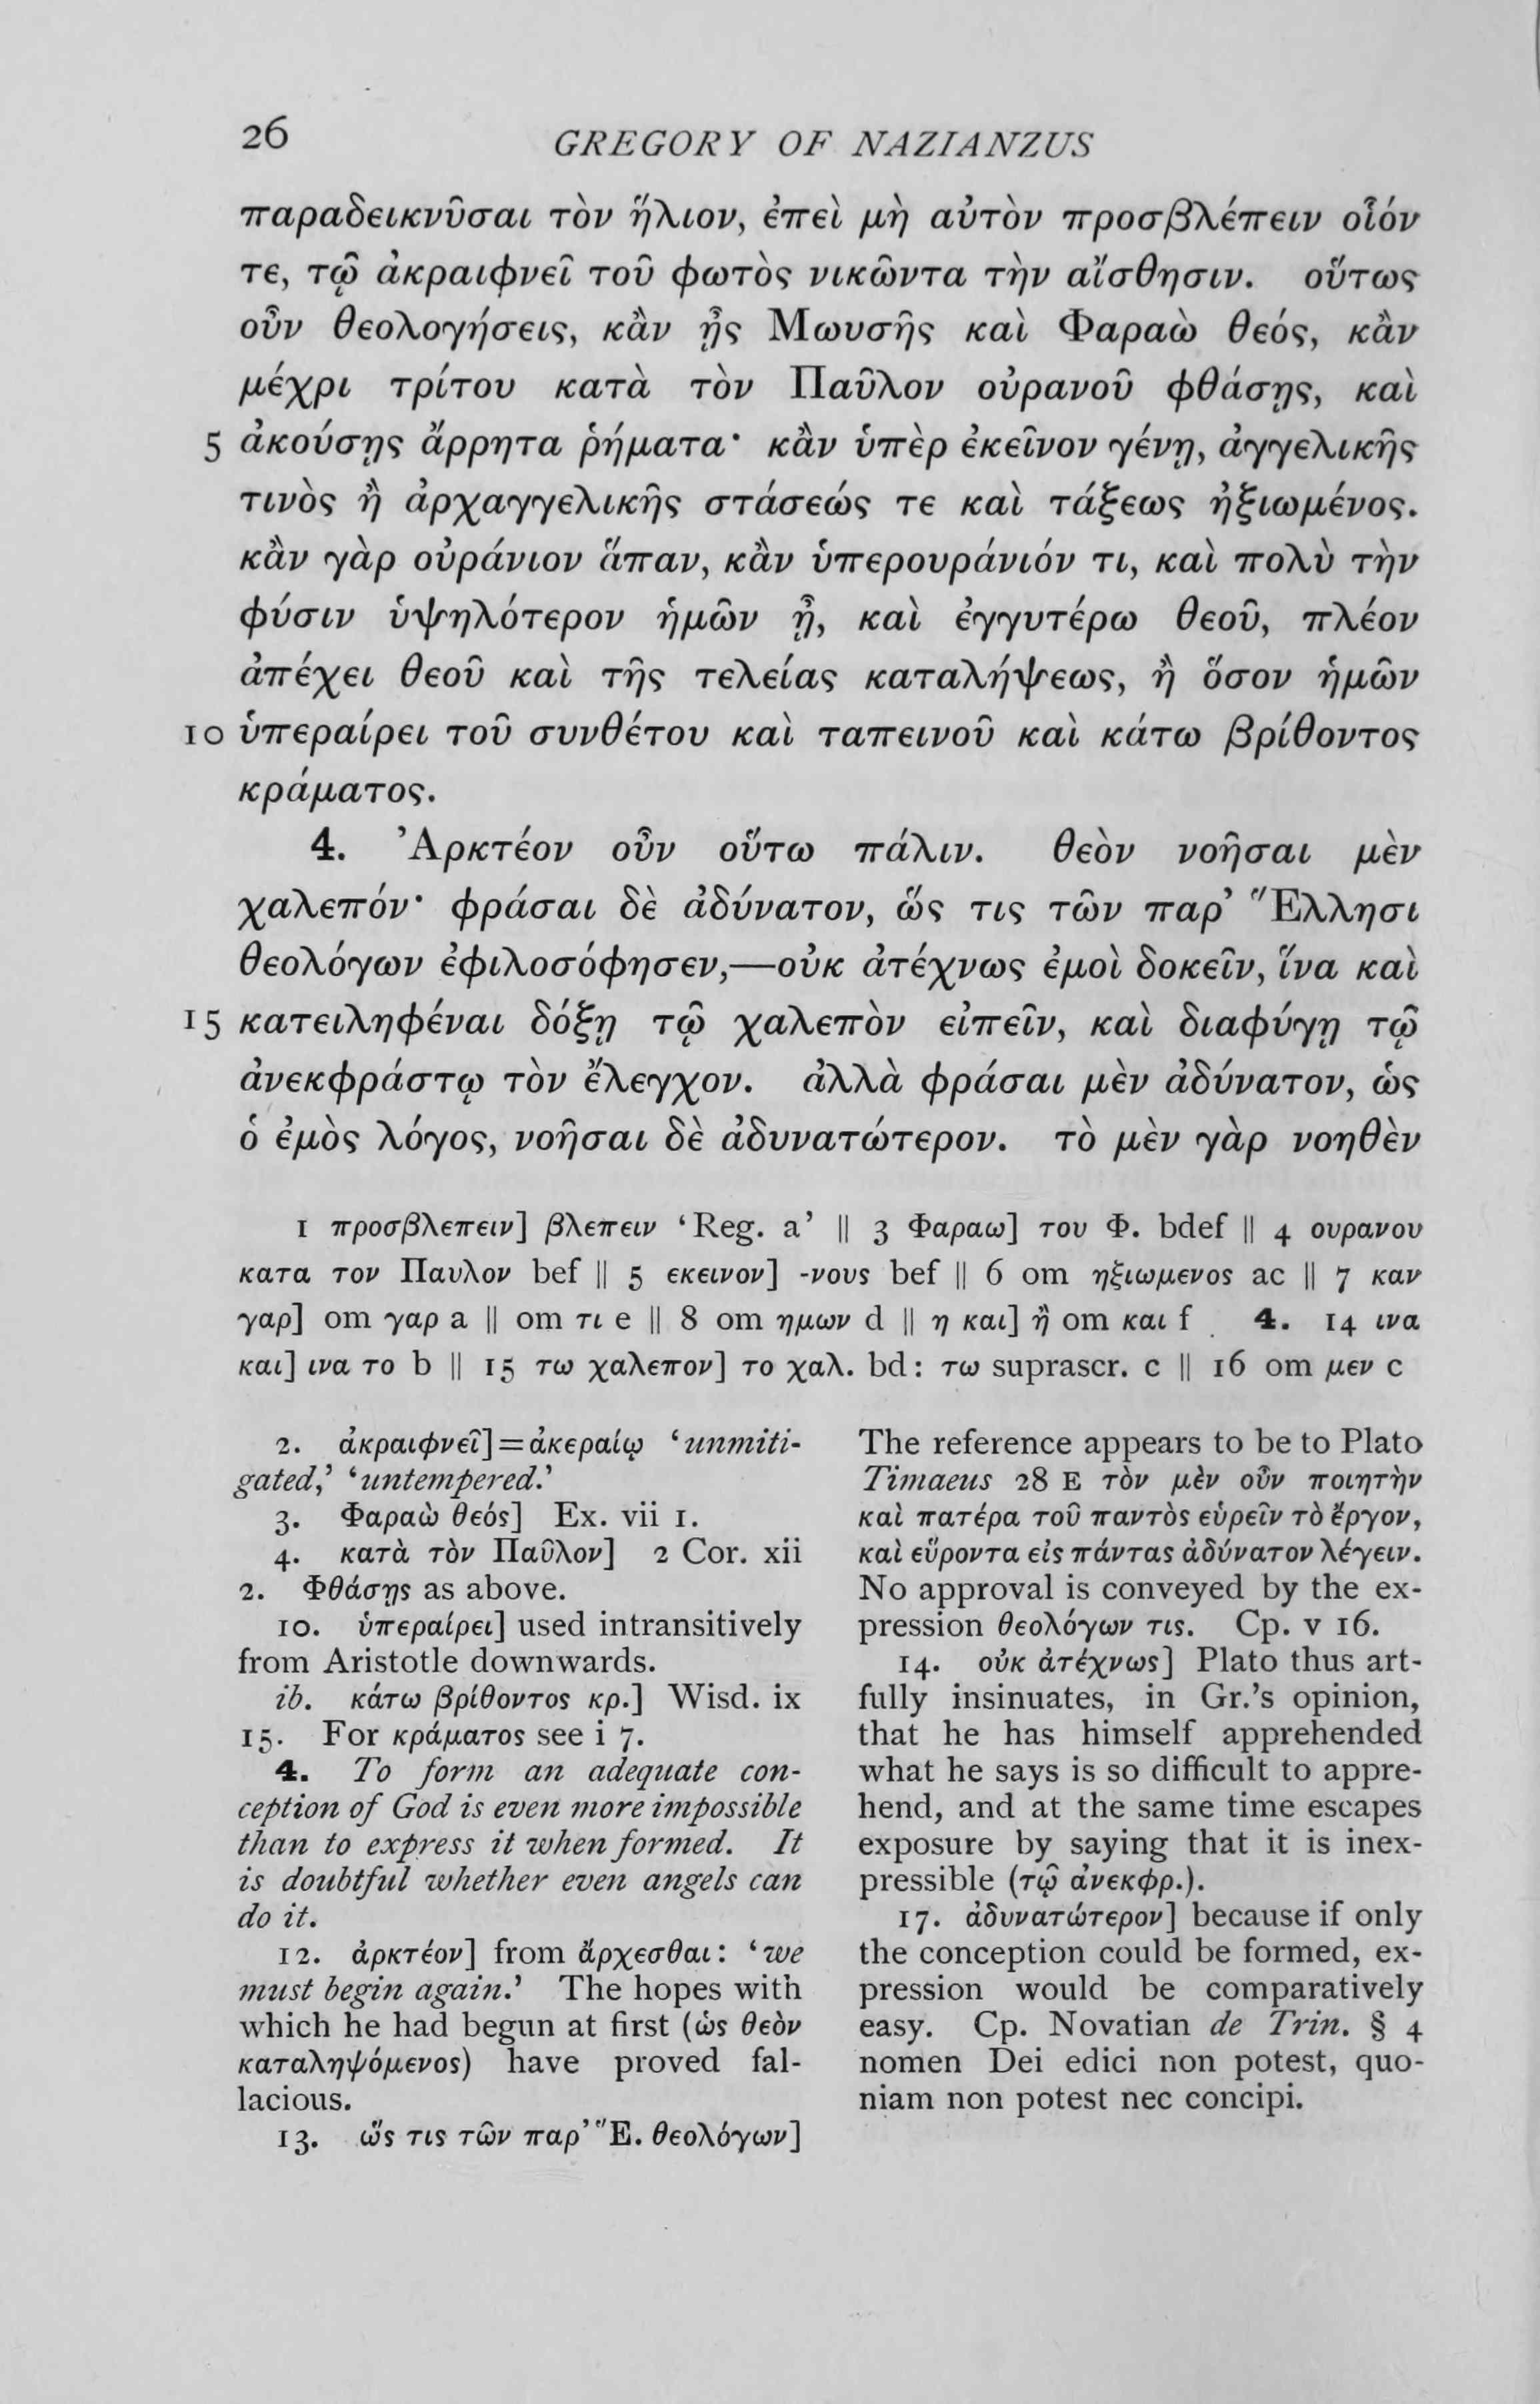 26
GREGORY OF NAZIANZUS
παραδεικνῦσαι τὸν ἥλιον, ἐπεὶ μὴ αὐτὸν προσβλέπειν οἷόν
τε, τῷ ἀκραιφνεῖ τοῦ φωτὸς νικῶντα τὴν αἴσθησιν. οὕτως
οὖν θεολογήσεις, κἂν ᾖς Μωυσῆς καὶ Φαραὼ θεός, κἂν
μέχρι τρίτου κατὰ τὸν Παῦλον οὐρανοῦ φθάσῃς, καὶ
5 ἀκούσῃς ἄρρητα ῥήματα· κἂν ὑπὲρ ἐκεῖνον γένῃ, ἀγγελικῆς
τινὸς ἢ ἀρχαγγελικῆς στάσεώς τε καὶ τάξεως ἠξιωμένος.
κἂν γὰρ οὐράνιον ἅπαν, κἂν ὑπερουράνιόν τι, καὶ πολὺ τὴν
φύσιν ὑψηλότερον ἡμῶν ᾖ, καὶ ἐγγυτέρω θεοῦ, πλέον
ἀπέχει θεοῦ καὶ τῆς τελείας καταλήψεως, ἢ ὅσον ἡμῶν
10 ὑπεραίρει τοῦ συνθέτου καὶ ταπεινοῦ καὶ κάτω βρίθοντος
κράματος.
4. Ἀρκτέον οὖν οὕτω πάλιν. θεὸν νοῆσαι μὲν
χαλεπόν· φράσαι δὲ ἀδύνατον, ὥς τις τῶν παρ᾽ Ἕλλησι
θεολόγων ἐφιλοσόφησεν,—οὐκ ἀτέχνως ἐμοὶ δοκεῖν, ἵνα καὶ
15 κατειληφέναι δόξῃ τῷ χαλεπὸν εἰπεῖν, καὶ διαφύγῃ τῷ
ἀνεκφράστῳ τὸν ἔλεγχον. ἀλλὰ φράσαι μὲν ἀδύνατον, ὡς
ὁ ἐμὸς λόγος, νοῆσαι δὲ ἀδυνατώτερον. τὸ μὲν γὰρ νοηθὲν
1 προσβλεπειν] βλεπειν ‘Reg. a’ || 3 Φαραω] του Φ. bdef || 4 ουρανου
κατα τον Παυλον bef || 5 εκεινον] -νους bef || 6 om ηξιωμενος ac || 7 καν
γαρ] om γαρ a || om τι e || 8 om ημων d || η και] ἢ om και f 4. 14 ινα
και] ινα το b || 15 τω χαλεπον] το χαλ. bd: τω suprascr. c || 16 om μεν c
2. ἀκραιφνεῖ]=ἀκεραίῳ ‘unmiti-
gated,’ ‘untempered.’
3. Φαραὼ θεός] Ex. vii 1.
4. κατὰ τὸν Παῦλον] 2 Cor. xii
2. Φθάσῃς as above.
10. ὑπεραίρει] used intransitively
from Aristotle downwards.
ib. κάτω βρίθοντος κρ.] Wisd. ix
15. For κράματος see i 7.
4. To form an adequate con-
ception of God is even more impossible
than to express it when formed. It
is doubtful whether even angels can
do it.
12. ἀρκτέον] from ἄρχεσθαι: ‘we
must begin again.’ The hopes with
which he had begun at first (ὡς θεὸν
καταληψόμενος) have proved fal-
lacious.
13. ὥς τις τῶν παρ᾽ Ἕ. θεολόγων]
The reference appears to be to Plato
Timaeus 28 E τὸν μὲν οὖν ποιητὴν
καὶ πατέρα τοῦ παντὸς εὑρεῖν τὸ ἔργον,
καὶ εὕροντα εἰς πάντας ἀδύνατον λέγειν.
No approval is conveyed by the ex-
pression θεολόγων τις. Cp. v 16.
14. οὐκ ἀτέχνως] Plato thus art-
fully insinuates, in Gr.’s opinion,
that he has himself apprehended
what he says is so difficult to appre-
hend, and at the same time escapes
exposure by saying that it is inex-
pressible (τῷ ἀνεκφρ.).
17. ἀδυνατώτερον] because if only
the conception could be formed, ex-
pression would be comparatively
easy. Cp. Novatian de Trin. § 4
nomen Dei edici non potest, quo-
niam non potest nec concipi.